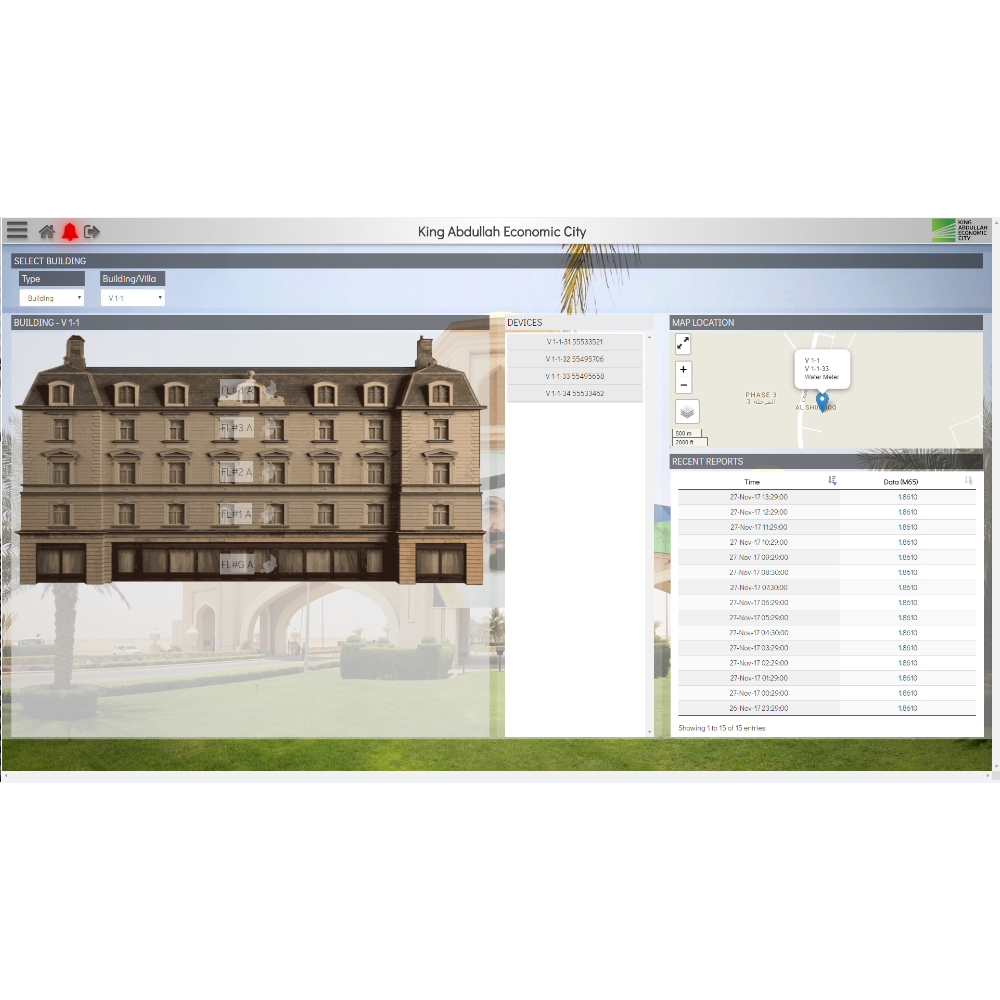 King Abdullah Economic City
KING
ABDULLAH
ECONOMIC
CITY
SELECT BUILDING
Type
Building/Villa
Building
V 1-1
BUILDING - V 1-1
FL#1 A
FL#3 A
FL#2 A
FL#1 A
FL#G A
DEVICES
V 1-1-31 55533521
V 1-1-32 55495706
V 1-1-33 55495658
V 1-1-34 55533462
MAP LOCATION
+
−
V 1-1
V 1-1-33
Water Meter
PHASE 3
المرحلة 3
500 m
2000 ft
RECENT REPORTS
Time Data (M65)
27-Nov-17 13:29:00 1.8610
27-Nov-17 12:29:00 1.8610
27-Nov-17 11:29:00 1.8610
27-Nov-17 10:29:00 1.8610
27-Nov-17 09:29:00 1.8610
27-Nov-17 08:30:00 1.8610
27-Nov-17 07:30:00 1.8610
27-Nov-17 06:29:00 1.8610
27-Nov-17 05:29:00 1.8610
27-Nov-17 04:30:00 1.8610
27-Nov-17 03:29:00 1.8610
27-Nov-17 02:29:00 1.8610
27-Nov-17 01:29:00 1.8610
27-Nov-17 00:29:00 1.8610
26-Nov-17 23:29:00 1.8610
Showing 1 to 15 of 15 entries